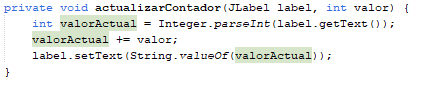 private void actualizarContador(JLabel label, int valor) {
    int valorActual = Integer.parseInt(label.getText());
    valorActual += valor;
    label.setText(String.valueOf(valorActual));
}